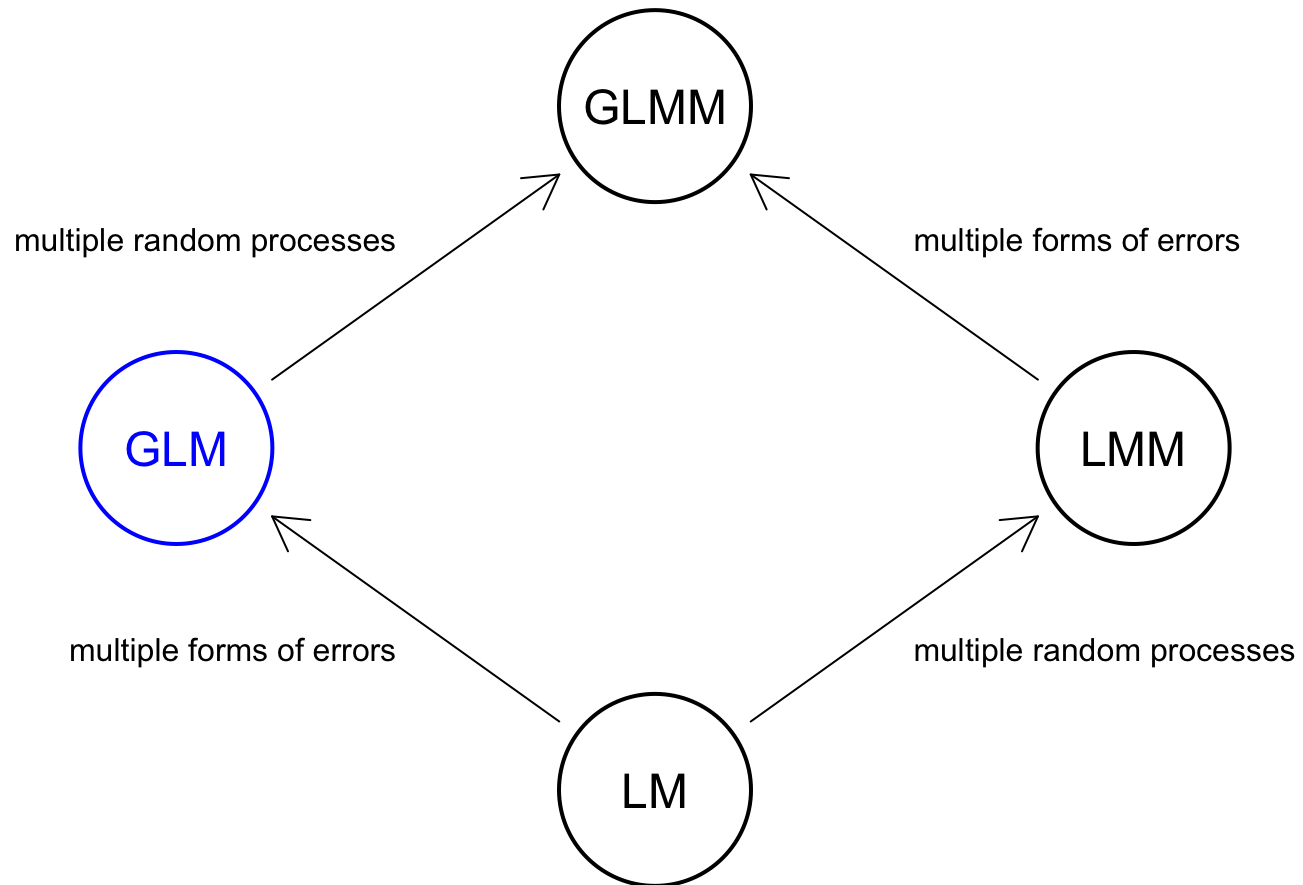 GLMM
multiple random processes
multiple forms of errors
GLM
LMM
multiple forms of errors
multiple random processes
LM